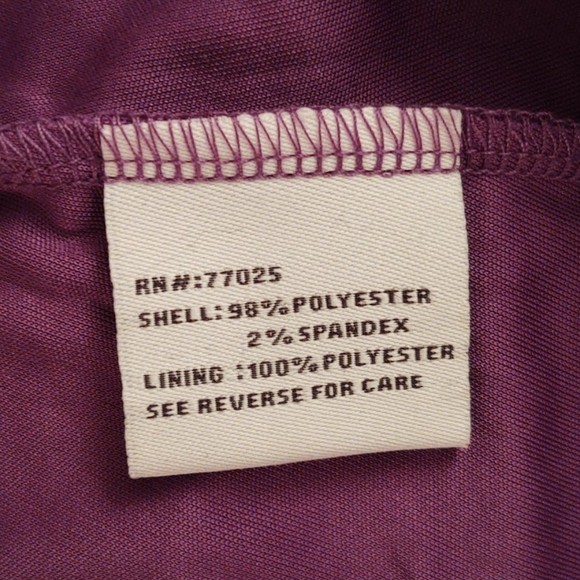 RN#:77025
SHELL:98%POLYESTER
2%SPANDEX
LINING :100%POLYESTER
SEE REVERSE FOR CARE